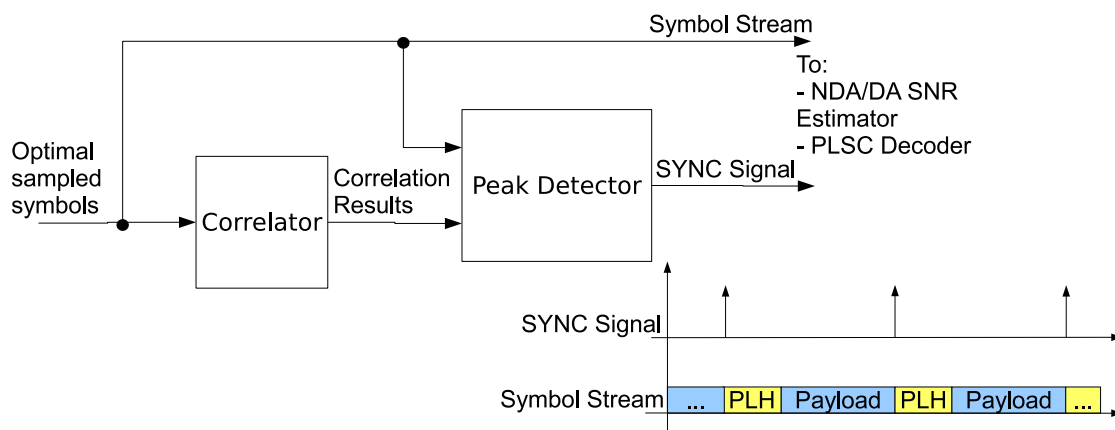 Symbol Stream
To:
- NDA/DA SNR
Estimator
- PLSC Decoder
Optimal
sampled
symbols
Correlator
Correlation
Results
Peak Detector
SYNC Signal
SYNC Signal
Symbol Stream
... PLH Payload PLH Payload ...